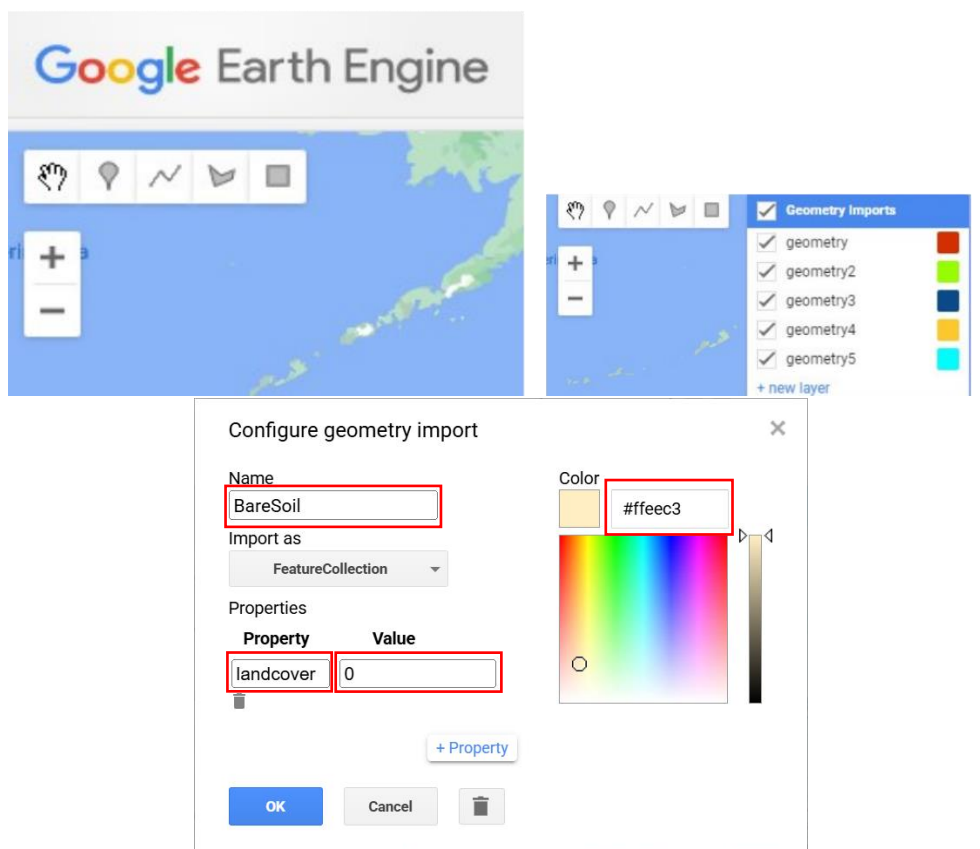 Google Earth Engine
Geometry Imports
geometry
geometry2
geometry3
geometry4
geometry5
+ new layer
Configure geometry import
Name
BareSoil
Import as
FeatureCollection
Properties
Property Value
landcover 0
+ Property
OK Cancel
Color
#ffeec3